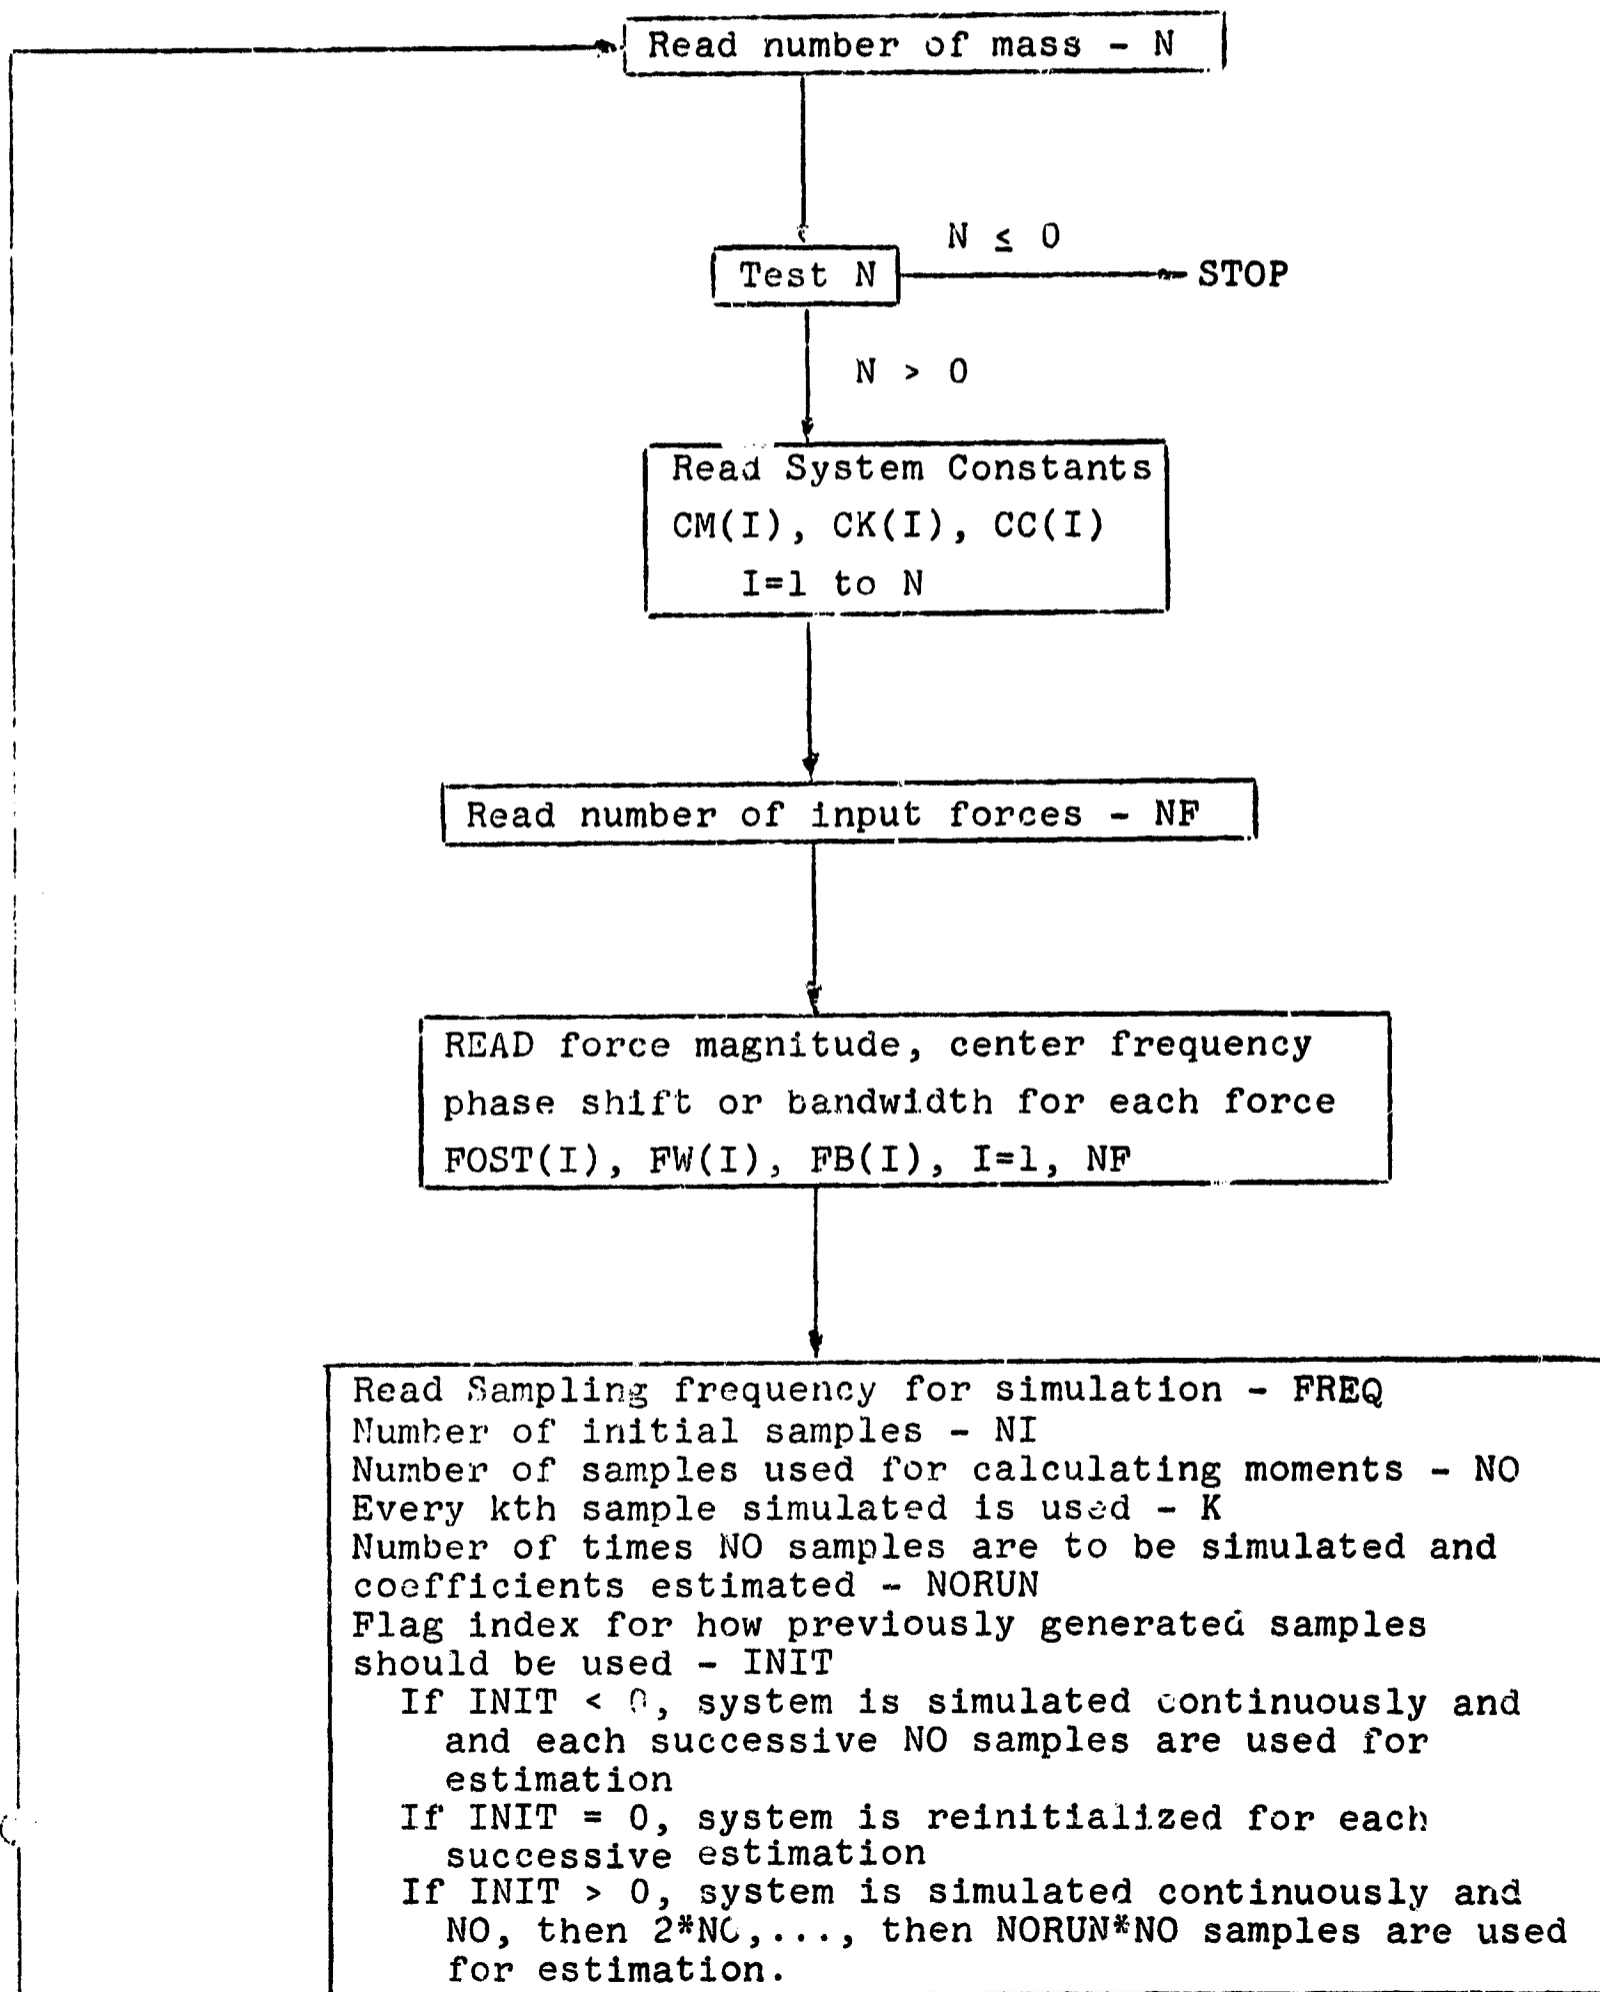 Read number of mass - N
N ≤ 0
Test N
STOP
N > 0
Read System Constants
CM(I), CK(I), CC(I)
I=1 to N
Read number of input forces - NF
READ force magnitude, center frequency
phase shift or bandwidth for each force
FOST(I), FW(I), FB(I), I=1, NF
Read Sampling frequency for simulation - FREQ
Number of initial samples - NI
Number of samples used for calculating moments - NO
Every kth sample simulated is used - K
Number of times NO samples are to be simulated and
coefficients estimated - NORUN
Flag index for how previously generated samples
should be used - INIT
If INIT < 0, system is simulated continuously and
and each successive NO samples are used for
estimation
If INIT = 0, system is reinitialized for each
successive estimation
If INIT > 0, system is simulated continuously and
NO, then 2*NO,..., then NORUN*NO samples are used
for estimation.